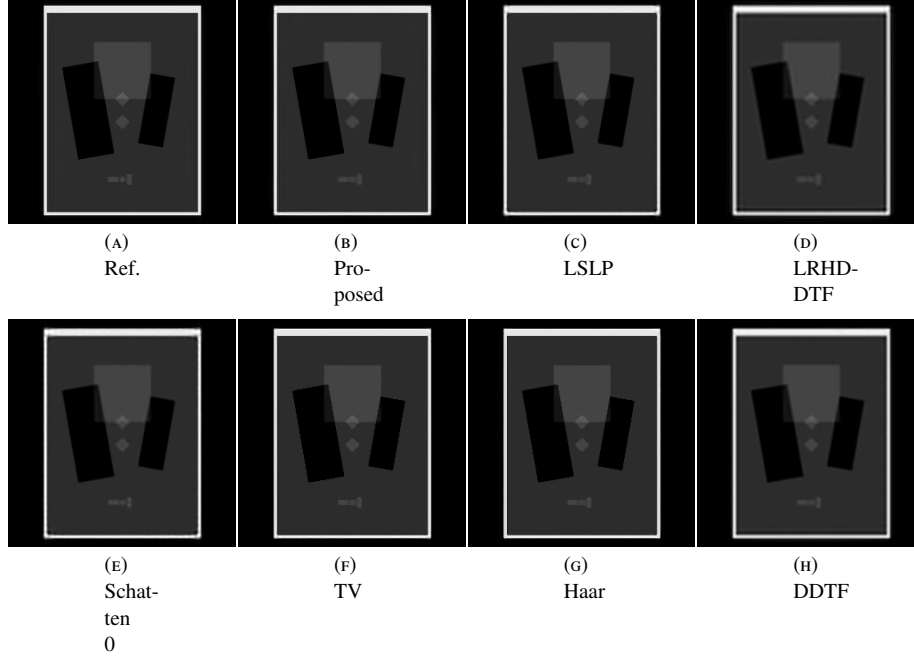 (A)
Ref.
(B)
Pro-
posed
(C)
LSLP
(D)
LRHD-
DTF
(E)
Schat-
ten
0
(F)
TV
(G)
Haar
(H)
DDTF